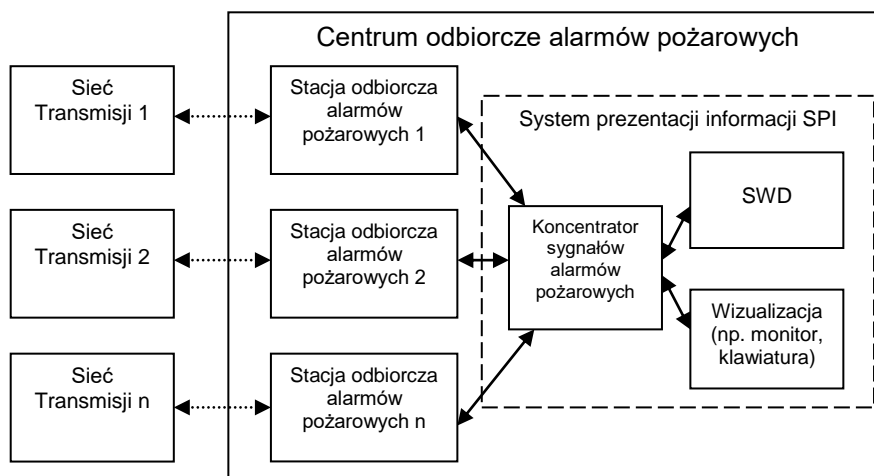 Centrum odbiorcze alarmów pożarowych
Sieć
Transmisji 1
Stacja odbiorcza
alarmów
pożarowych 1
System prezentacji informacji SPI
SWD
Sieć
Transmisji 2
Stacja odbiorcza
alarmów
pożarowych 2
Koncentrator
sygnałów
alarmów
pożarowych
Wizualizacja
(np. monitor,
klawiatura)
Sieć
Transmisji n
Stacja odbiorcza
alarmów
pożarowych n